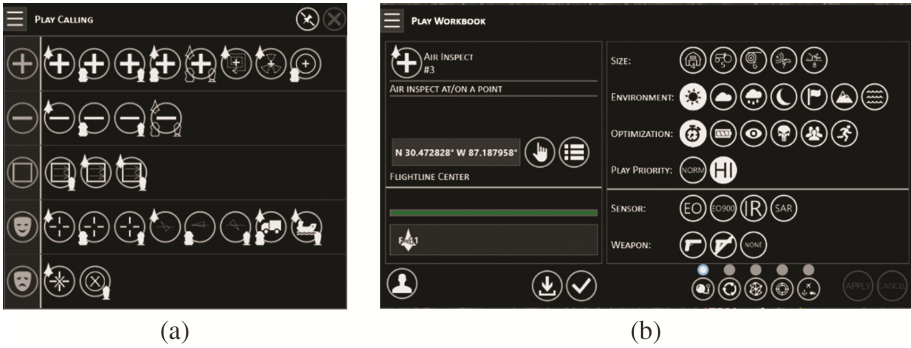 PLAY CALLING
PLAY WORKBOOK
AIR INSPECT
#3
AIR INSPECT AT/ON A POINT
N 30.472828° W 87.187958°
FLIGHTLINE CENTER
SIZE:
ENVIRONMENT:
OPTIMIZATION:
PLAY PRIORITY:
NORM
HI
SENSOR:
EO
EO900
IR
SAR
WEAPON:
NONE
APPLY
CANCEL
(a)
(b)